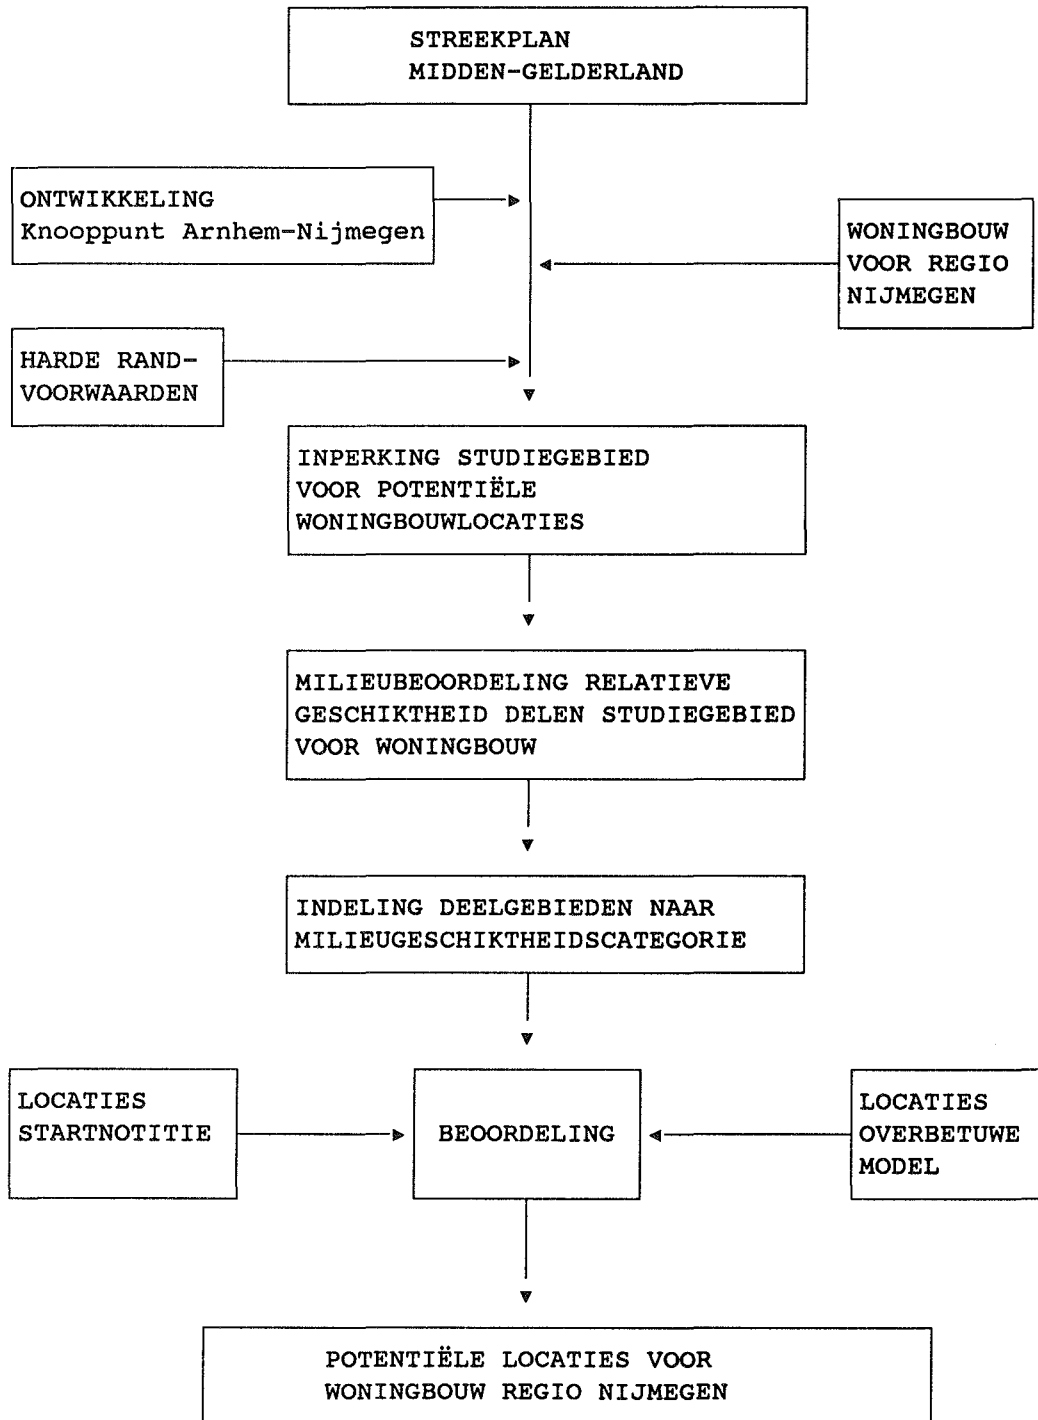 STREEKPLAN
MIDDEN-GELDERLAND
ONTWIKKELING
Knooppunt Arnhem-Nijmegen
WONINGBOUW
VOOR REGIO
NIJMEGEN
HARDE RAND-
VOORWAARDEN
INPERKING STUDIEGEBIED
VOOR POTENTIËLE
WONINGBOUWLOCATIES
MILIEUBEOORDELING RELATIEVE
GESCHIKTHEID DELEN STUDIEGEBIED
VOOR WONINGBOUW
INDELING DEELGEBIEDEN NAAR
MILIEUGESCHIKTHEIDSCATEGORIE
LOCATIES
STARTNOTITIE
BEOORDELING
LOCATIES
OVERBETUWE
MODEL
POTENTIËLE LOCATIES VOOR
WONINGBOUW REGIO NIJMEGEN